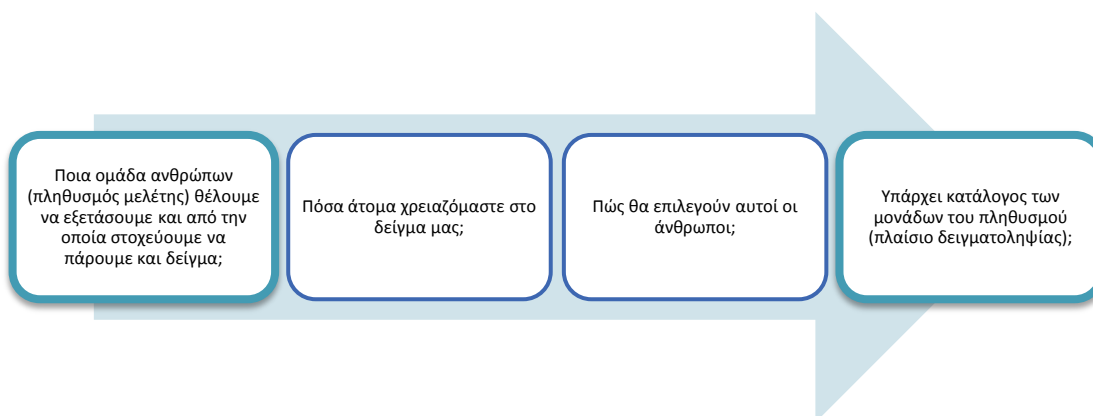 Ποια ομάδα ανθρώπων
(πληθυσμός μελέτης) θέλουμε
να εξετάσουμε και από την
οποία στοχεύουμε να
πάρουμε και δείγμα;
Πόσα άτομα χρειαζόμαστε στο
δείγμα μας;
Πώς θα επιλεγούν αυτοί οι
άνθρωποι;
Υπάρχει κατάλογος των
μονάδων του πληθυσμού
(πλαίσιο δειγματοληψίας);